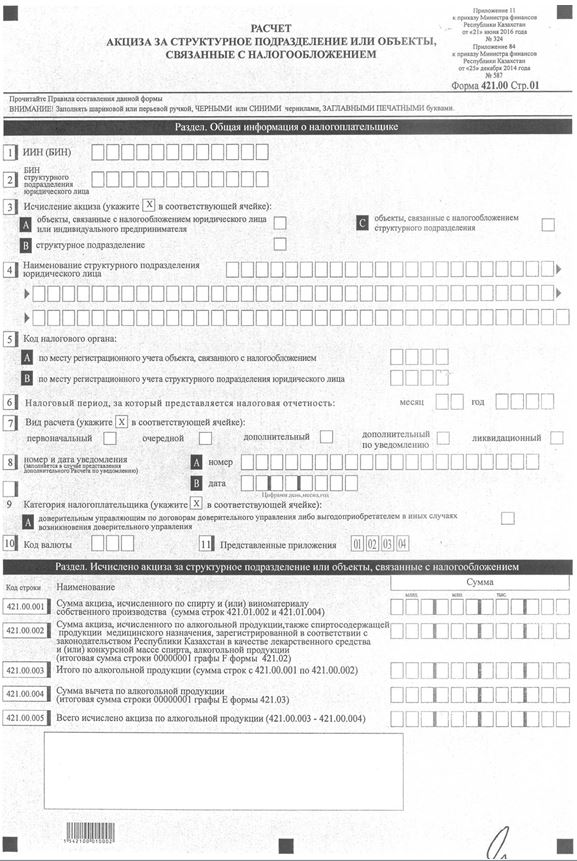 Приложение 11
к приказу Министра финансов
Республики Казахстан
от «21» июня 2016 года
№ 324
Приложение 84
к приказу Министра финансов
Республики Казахстан
от «25» декабря 2014 года
№ 587
РАСЧЕТ
АКЦИЗА ЗА СТРУКТУРНОЕ ПОДРАЗДЕЛЕНИЕ ИЛИ ОБЪЕКТЫ,
СВЯЗАННЫЕ С НАЛОГООБЛОЖЕНИЕМ
Форма 421.00 Стр.01
Прочитайте Правила составления данной формы
ВНИМАНИЕ! Заполнять шариковой или перьевой ручкой, ЧЕРНЫМИ или СИНИМИ чернилами, ЗАГЛАВНЫМИ ПЕЧАТНЫМИ буквами.
Раздел. Общая информация о налогоплательщике
1 ИИН (БИН)
2 БИН
структурного
подразделения
юридического лица
3 Исчисление акциза (укажите X в соответствующей ячейке):
A объекты, связанные с налогообложением юридического лица
или индивидуального предпринимателя
C объекты, связанные с налогообложением
структурного подразделения
B структурное подразделение
4 Наименование структурного подразделения
юридического лица
5 Код налогового органа:
A по месту регистрационного учета объекта, связанного с налогообложением
B по месту регистрационного учета структурного подразделения юридического лица
6 Налоговый период, за который представляется налоговая отчетность: месяц год
7 Вид расчета (укажите X в соответствующей ячейке):
первоначальный очередной дополнительный дополнительный
по уведомлению ликвидационный
8 номер и дата уведомления
(заполняется в случае представления
дополнительного Расчета по уведомлению)
A номер
B дата
Цифрами день, месяц, год
9 Категория налогоплательщика (укажите X в соответствующей ячейке):
A доверительным управляющим по договорам доверительного управления либо выгодоприобретателем в иных случаях
возникновения доверительного управления
10 Код валюты
11 Представленные приложения 01 02 03 04
Раздел. Исчислено акциза за структурное подразделение или объекты, связанные с налогообложением
Код строки Наименование Сумма
млрд. млн. тыс.
421.00.001 Сумма акциза, исчисленного по спирту и (или) виноматериалу
собственного производства (сумма строк 421.01.002 и 421.01.004)
421.00.002 Сумма акциза, исчисленного по алкогольной продукции,также спиртосодержащей
продукции медицинского назначения, зарегистрированной в соответствии с
законодательством Республики Казахстан в качестве лекарственного средства
и (или) конкурсной массе спирта, алкогольной продукции
(итоговая сумма строки 00000001 графы F формы 421.02)
421.00.003 Итого по алкогольной продукции (сумма строк с 421.00.001 по 421.00.002)
421.00.004 Сумма вычета по алкогольной продукции
(итоговая сумма строки 00000001 графы Е формы 421.03)
421.00.005 Всего исчислено акциза по алкогольной продукции (421.00.003 - 421.00.004)
1542100010002